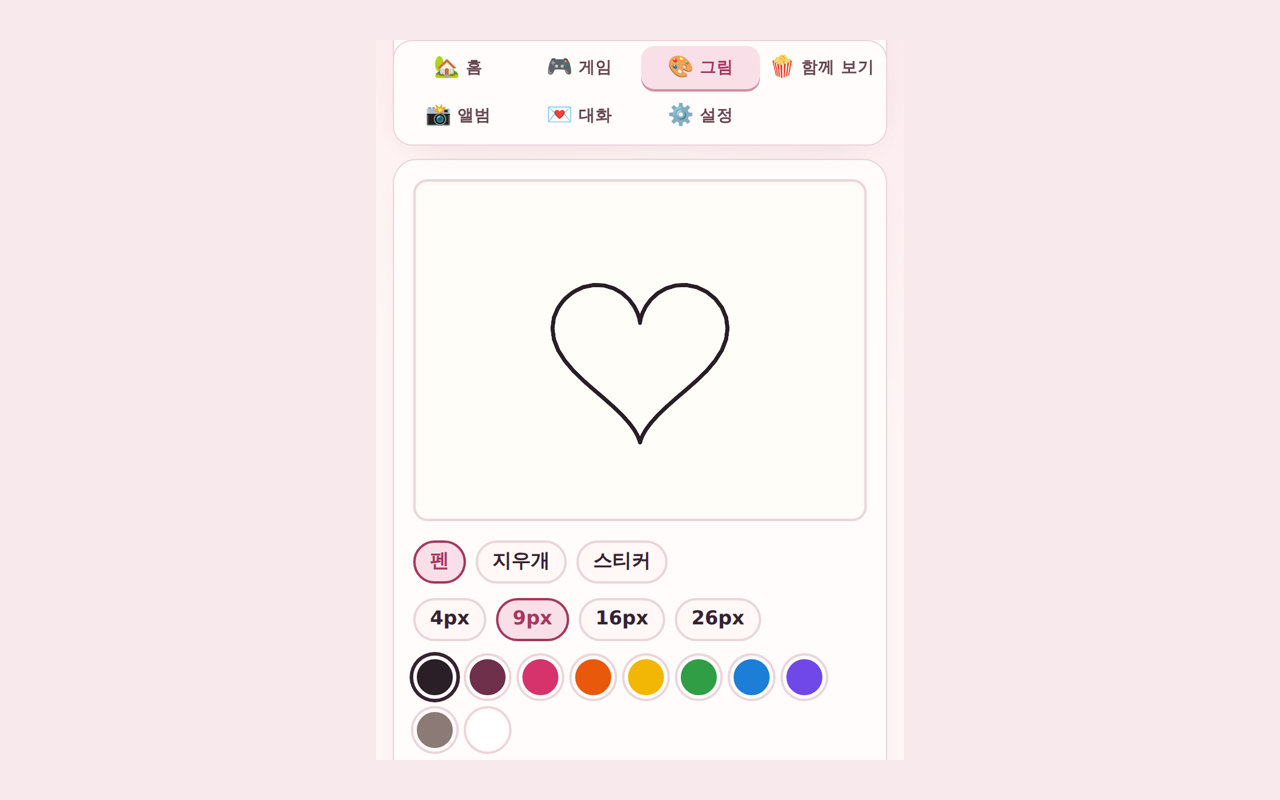 홈 게임 그림 함께 보기
앨범 대화 설정
펜 지우개 스티커
4px 9px 16px 26px